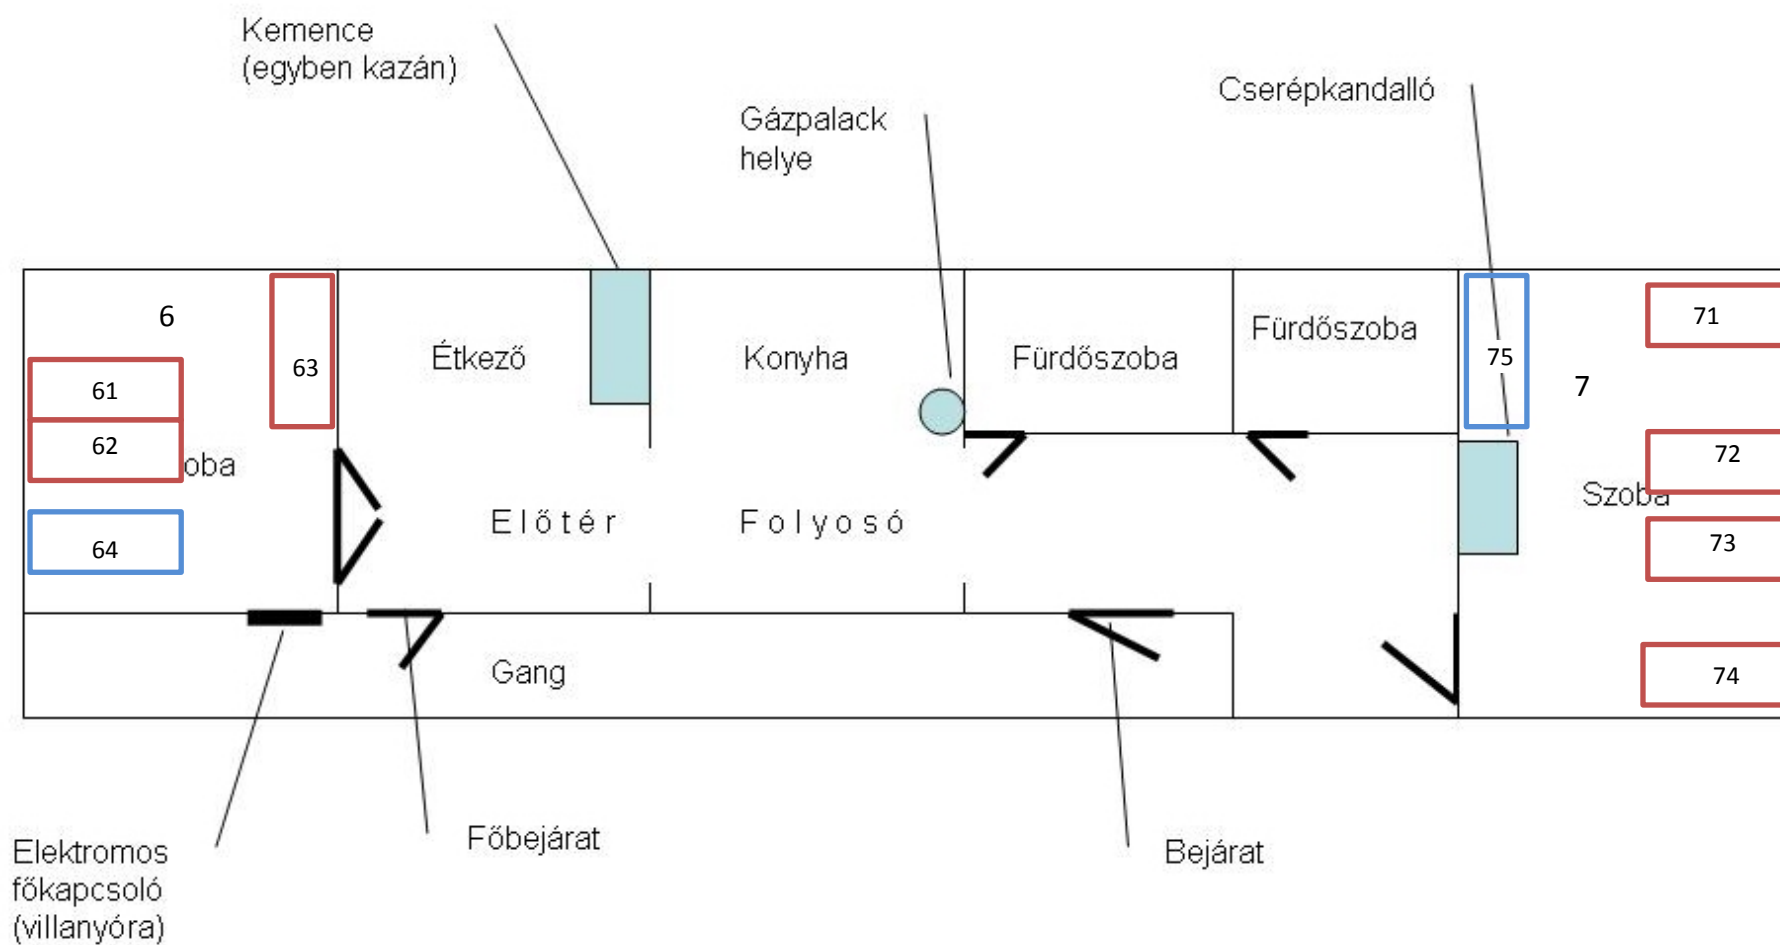 Kemence
(egyben kazán)
Gázpalack
helye
Cserépkandalló
6
63
61
62
oba
64
Étkező
Konyha
Fürdőszoba
Fürdőszoba
75
7
71
72
Szoba
73
74
Előtér
Folyosó
Gang
Elektromos
főkapcsoló
(villanyóra)
Főbejárat
Bejárat